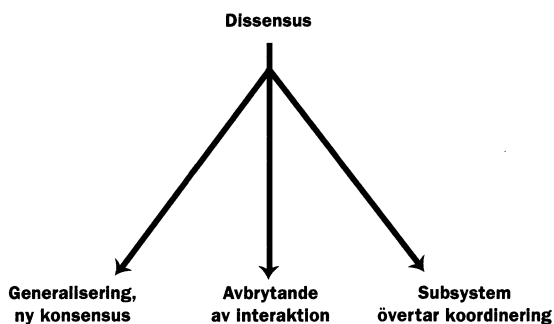 Dissensus
Generalisering,
ny konsensus
Avbrytande
av interaktion
Subsystem
övertar koordinering